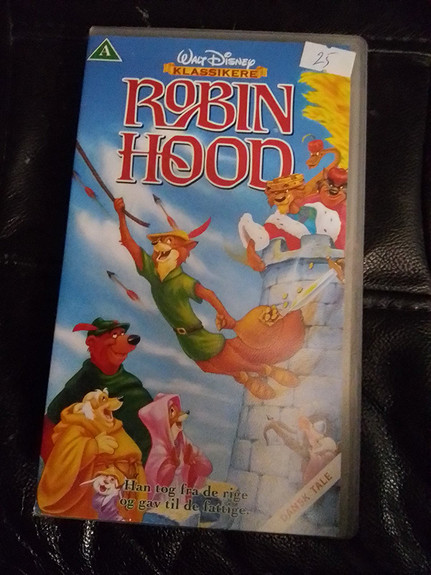 A
WALT DISNEY
KLASSIKERE
25
ROBIN
HOOD
Han tog fra de rige
og gav til de fattige.
DANSK TALE